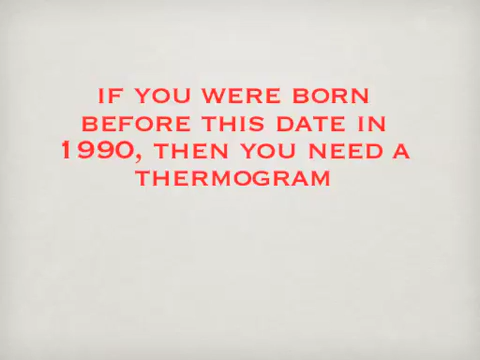 IF YOU WERE BORN
BEFORE THIS DATE IN
1990, THEN YOU NEED A
THERMOGRAM